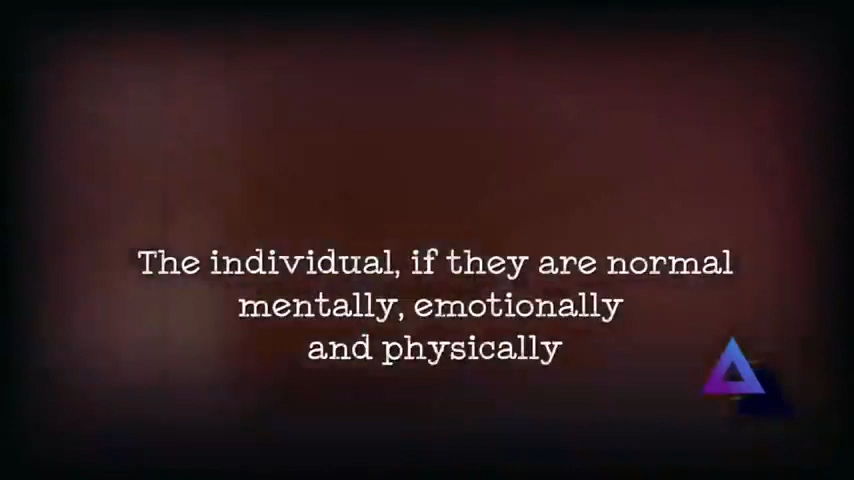 The individual, if they are normal
mentally, emotionally
and physically